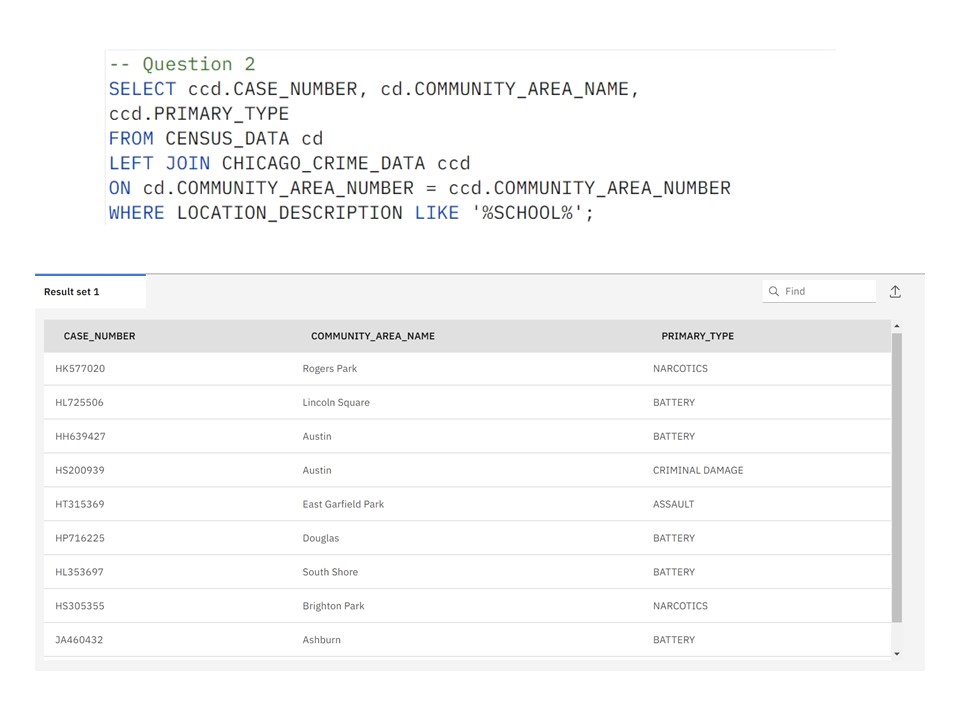 -- Question 2
SELECT ccd.CASE_NUMBER, cd.COMMUNITY_AREA_NAME,
ccd.PRIMARY_TYPE
FROM CENSUS_DATA cd
LEFT JOIN CHICAGO_CRIME_DATA ccd
ON cd.COMMUNITY_AREA_NUMBER = ccd.COMMUNITY_AREA_NUMBER
WHERE LOCATION_DESCRIPTION LIKE '%SCHOOL%';
Result set 1 Find
CASE_NUMBER COMMUNITY_AREA_NAME PRIMARY_TYPE
HK577020 Rogers Park NARCOTICS
HL725506 Lincoln Square BATTERY
HH639427 Austin BATTERY
HS200939 Austin CRIMINAL DAMAGE
HT315369 East Garfield Park ASSAULT
HP716225 Douglas BATTERY
HL353697 South Shore BATTERY
HS305355 Brighton Park NARCOTICS
JA460432 Ashburn BATTERY